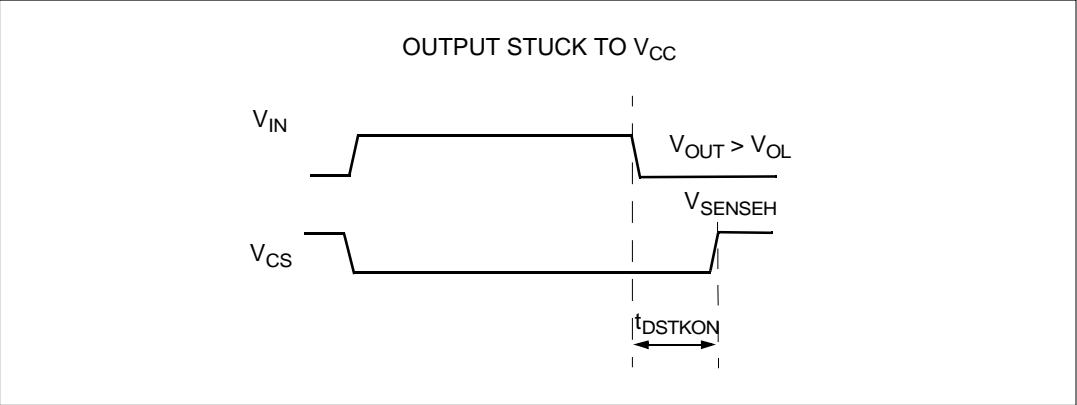 OUTPUT STUCK TO VCC
VIN
VOUT > VOL
VSENSEH
VCS
tDSTKON